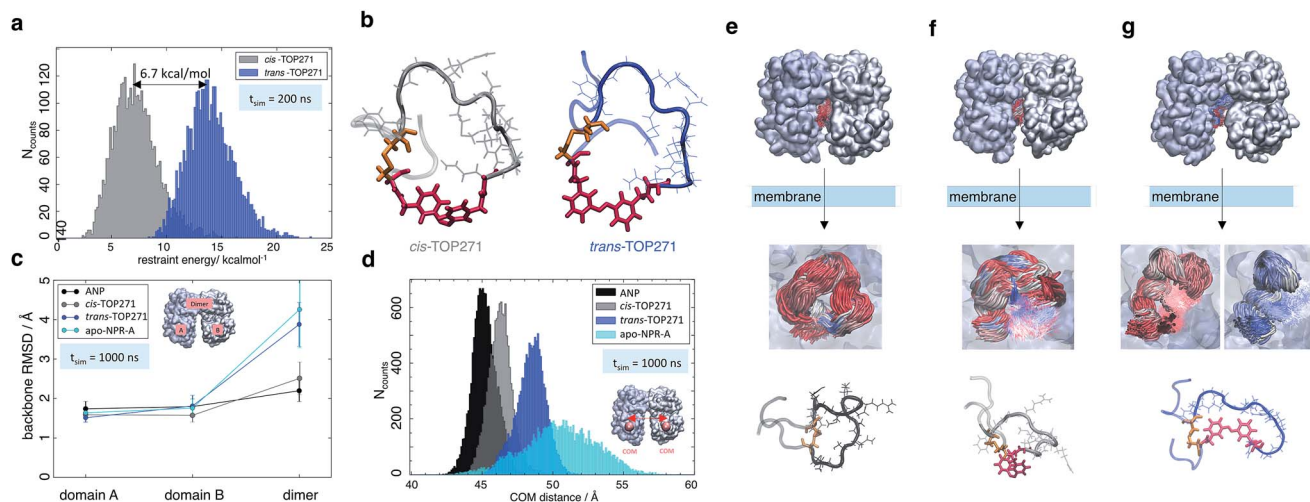 a
6.7 kcal/mol
cis-TOP271
trans-TOP271
t_sim = 200 ns
N_counts
0 20 40 60 80 100 120
140
0 5 10 15 20 25
restraint energy/ kcalmol⁻¹
b
cis-TOP271
trans-TOP271
c
ANP
cis-TOP271
trans-TOP271
apo-NPR-A
Dimer
A
B
t_sim = 1000 ns
backbone RMSD / Å
0 1 2 3 4 5
domain A domain B dimer
d
ANP
cis-TOP271
trans-TOP271
apo-NPR-A
t_sim = 1000 ns
COM COM
N_counts
0 200 400 600
40 45 50 55 60
COM distance / Å
e
membrane
f
membrane
g
membrane